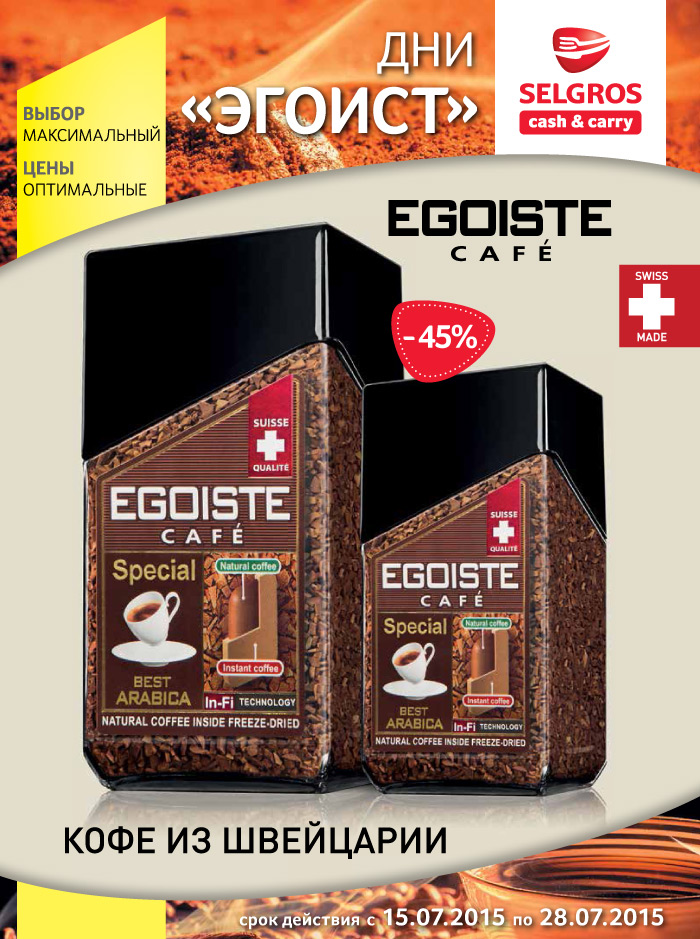 ДНИ
«ЭГОИСТ»
SELGROS
cash & carry
ВЫБОР
МАКСИМАЛЬНЫЙ
ЦЕНЫ
ОПТИМАЛЬНЫЕ
EGOISTE
CAFÉ
SWISS
MADE
-45%
SUISSE
QUALITÉ
EGOISTE
CAFÉ
Special
Natural coffee
Instant coffee
BEST
ARABICA
In-Fi TECHNOLOGY
NATURAL COFFEE INSIDE FREEZE-DRIED
SUISSE
QUALITÉ
EGOISTE
CAFÉ
Special
Natural coffee
Instant coffee
BEST
ARABICA
In-Fi TECHNOLOGY
NATURAL COFFEE INSIDE FREEZE-DRIED
КОФЕ ИЗ ШВЕЙЦАРИИ
срок действия с 15.07.2015 по 28.07.2015